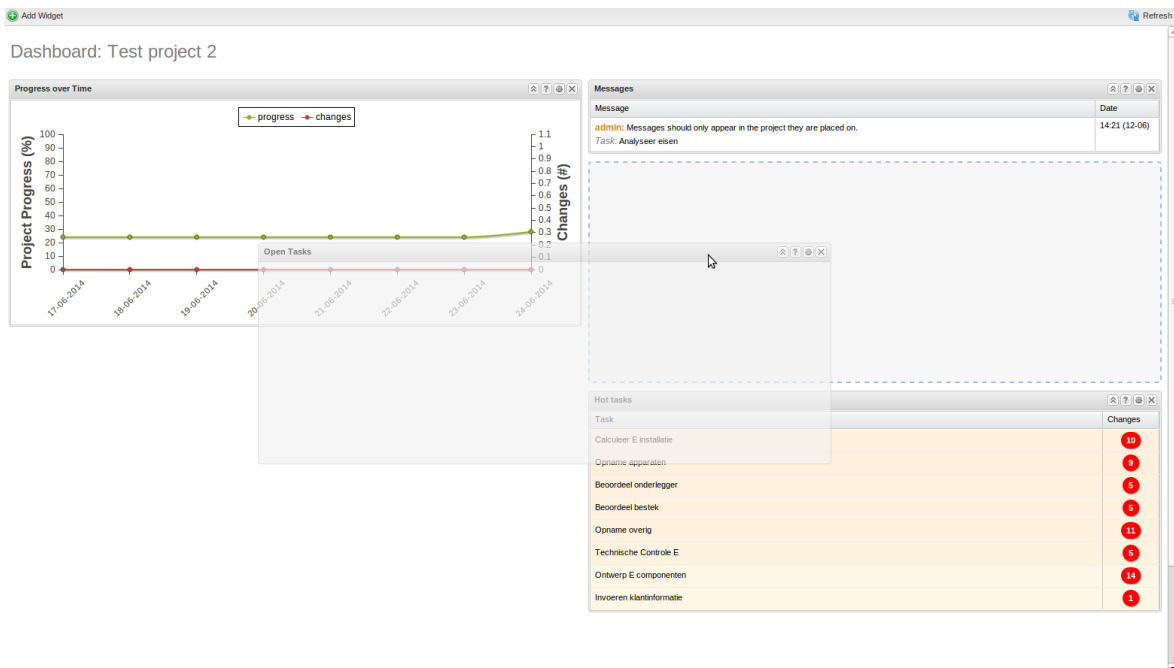 Add Widget
Refresh
Dashboard: Test project 2
Progress over Time
progress
changes
Project Progress (%)
100
90
80
70
60
50
40
30
20
10
0
1.1
1
0.9
0.8
0.7
0.6
0.5
0.4
0.3
0.2
0.1
0
Changes (#)
17-06-2014
18-06-2014
19-06-2014
20-06-2014
21-06-2014
22-06-2014
23-06-2014
24-06-2014
Open Tasks
Messages
Message Date
admin: Messages should only appear in the project they are placed on. 14:21 (12-06)
Task: Analyseer eisen
Hot tasks
Task Changes
Calculeer E installatie 10
Opname apparaten 9
Beoordeel onderlegger 5
Beoordeel bestek 5
Opname overig 11
Technische Controle E 5
Ontwerp E componenten 14
Invoeren klantinformatie 1